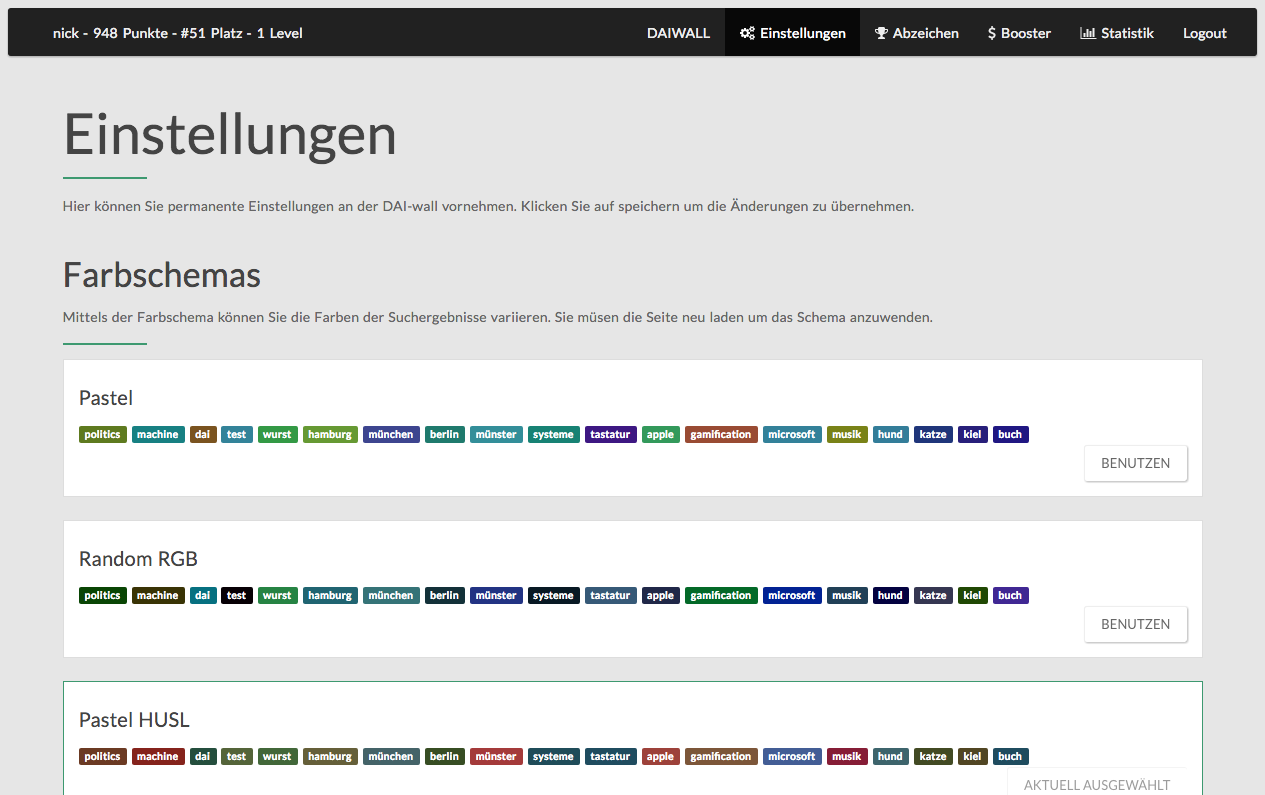 nick - 948 Punkte - #51 Platz - 1 Level DAIWALL Einstellungen Abzeichen $ Booster Statistik Logout
Einstellungen
Hier können Sie permanente Einstellungen an der DAI-wall vornehmen. Klicken Sie auf speichern um die Änderungen zu übernehmen.
Farbschemas
Mittels der Farbschema können Sie die Farben der Suchergebnisse variieren. Sie müsen die Seite neu laden um das Schema anzuwenden.
Pastel
politics machine dai test wurst hamburg münchen berlin münster systeme tastatur apple gamification microsoft musik hund katze kiel buch
BENUTZEN
Random RGB
politics machine dai test wurst hamburg münchen berlin münster systeme tastatur apple gamification microsoft musik hund katze kiel buch
BENUTZEN
Pastel HUSL
politics machine dai test wurst hamburg münchen berlin münster systeme tastatur apple gamification microsoft musik hund katze kiel buch
AKTUELL AUSGEWÄHLT